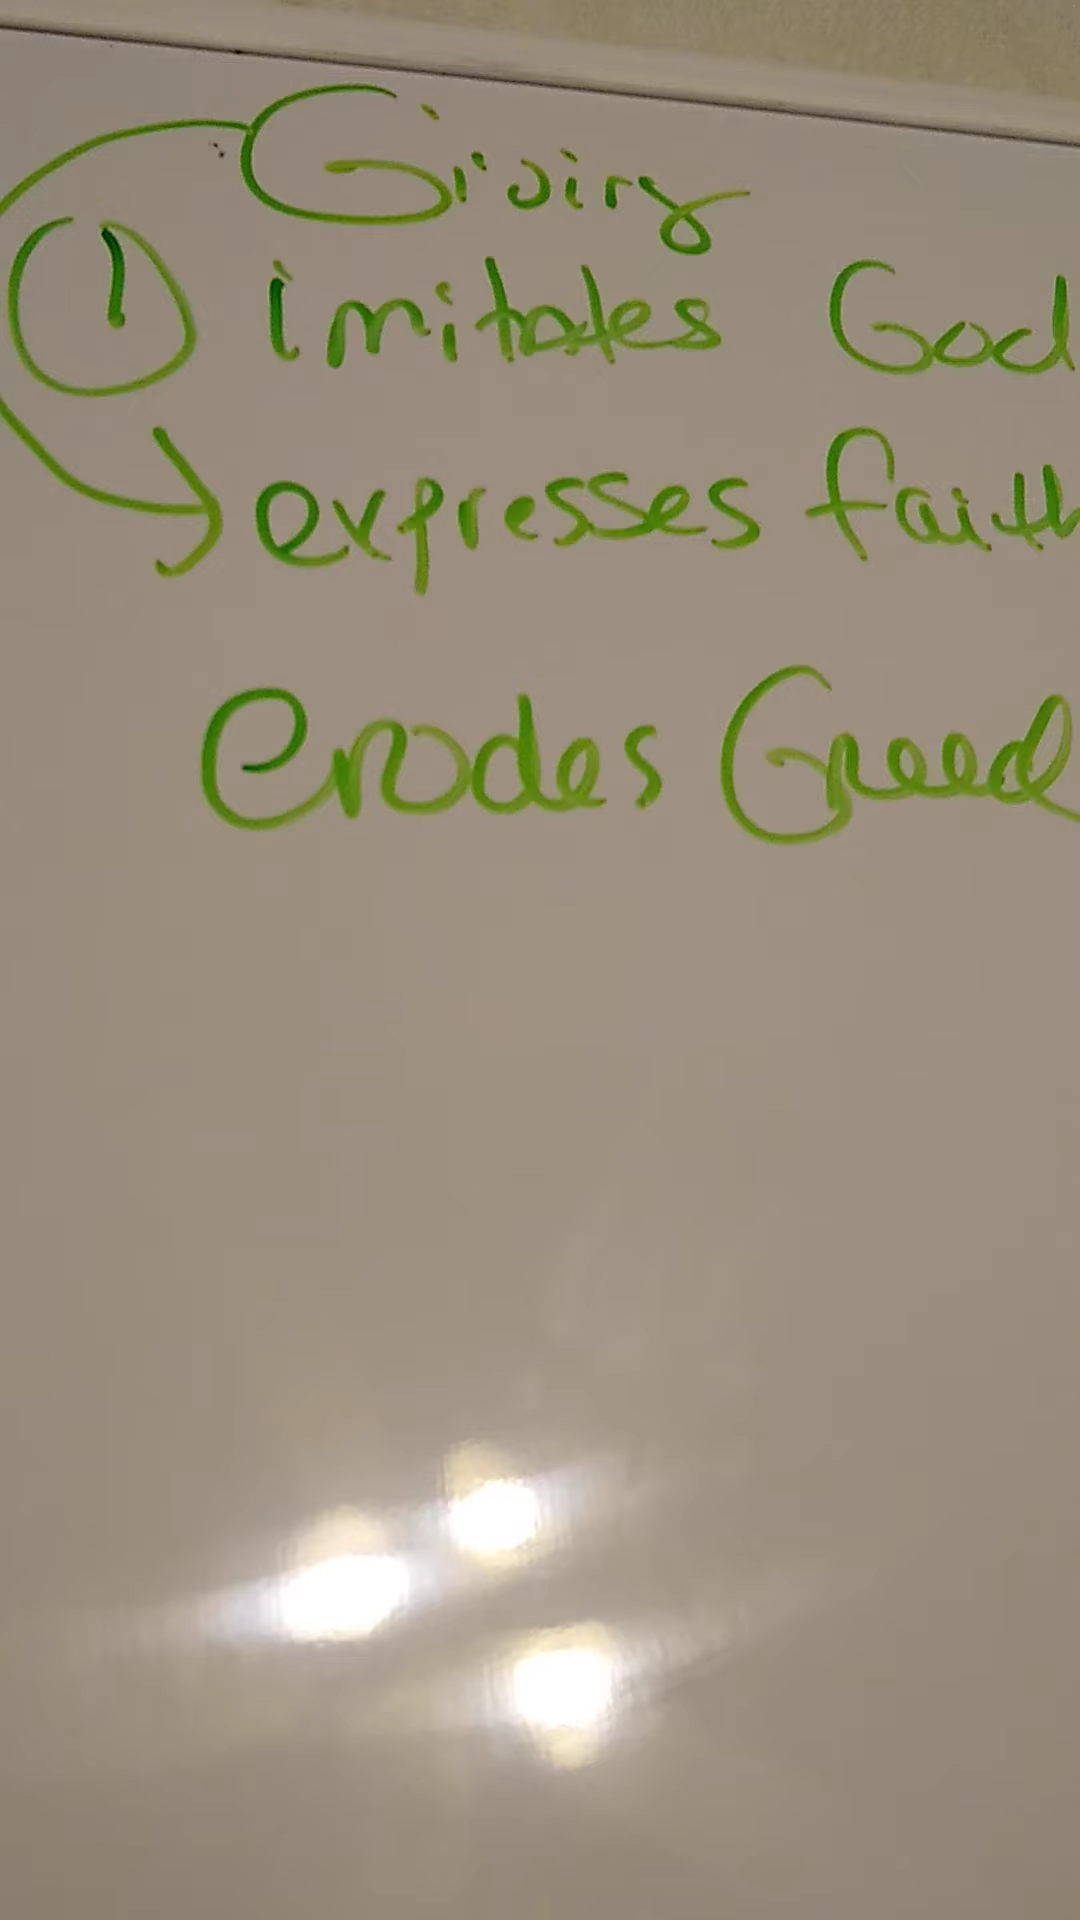 Giving
① imitates God
→ expresses faith
erodes Greed